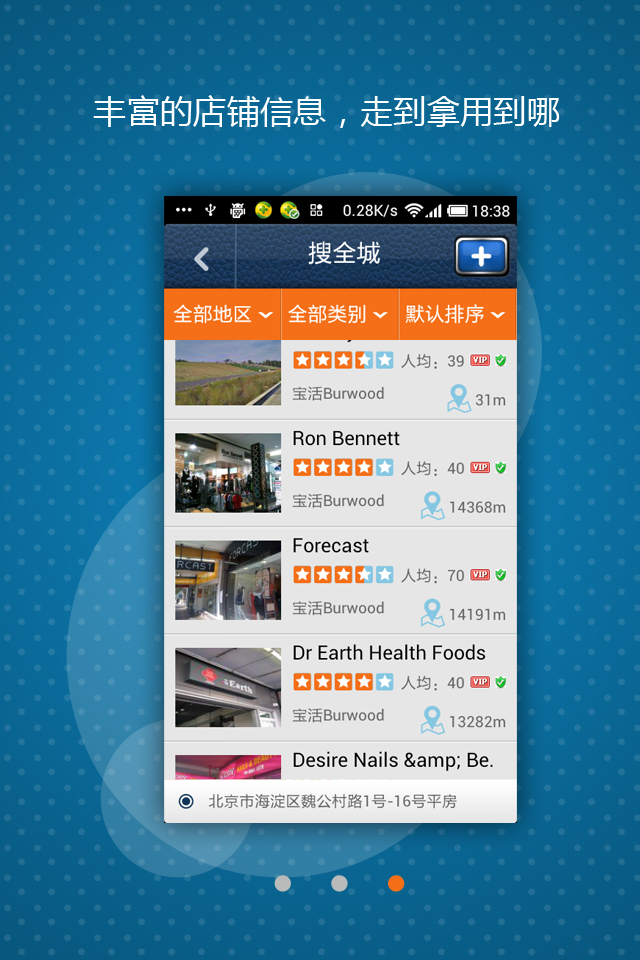 丰富的店铺信息，走到拿用到哪
0.28K/s 18:38
搜全城
全部地区 全部类别 默认排序
人均：39 VIP
宝活Burwood 31m
Ron Bennett
人均：40 VIP
宝活Burwood 14368m
Forecast
FORCAST
RCAST
人均：70 VIP
宝活Burwood 14191m
Dr Earth Health Foods
Earth
人均：40 VIP
宝活Burwood 13282m
Desire Nails &amp; Be.
北京市海淀区魏公村路1号-16号平房